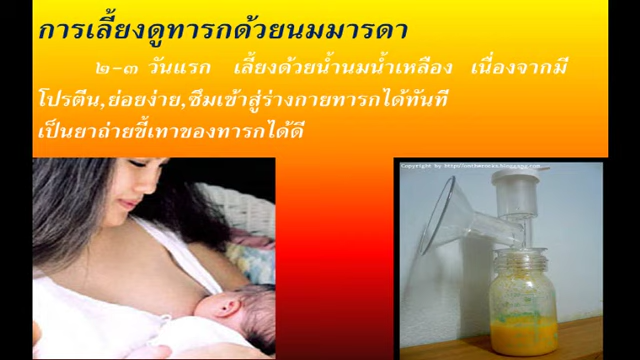 การเลี้ยงดูทารกด้วยนมมารดา
๒-๓ วันแรก เลี้ยงด้วยน้ำนมน้ำเหลือง เนื่องจากมี
โปรตีน,ย่อยง่าย,ซึมเข้าสู่ร่างกายทารกได้ทันที
เป็นยาถ่ายขี้เทาของทารกได้ดี
Copyright by